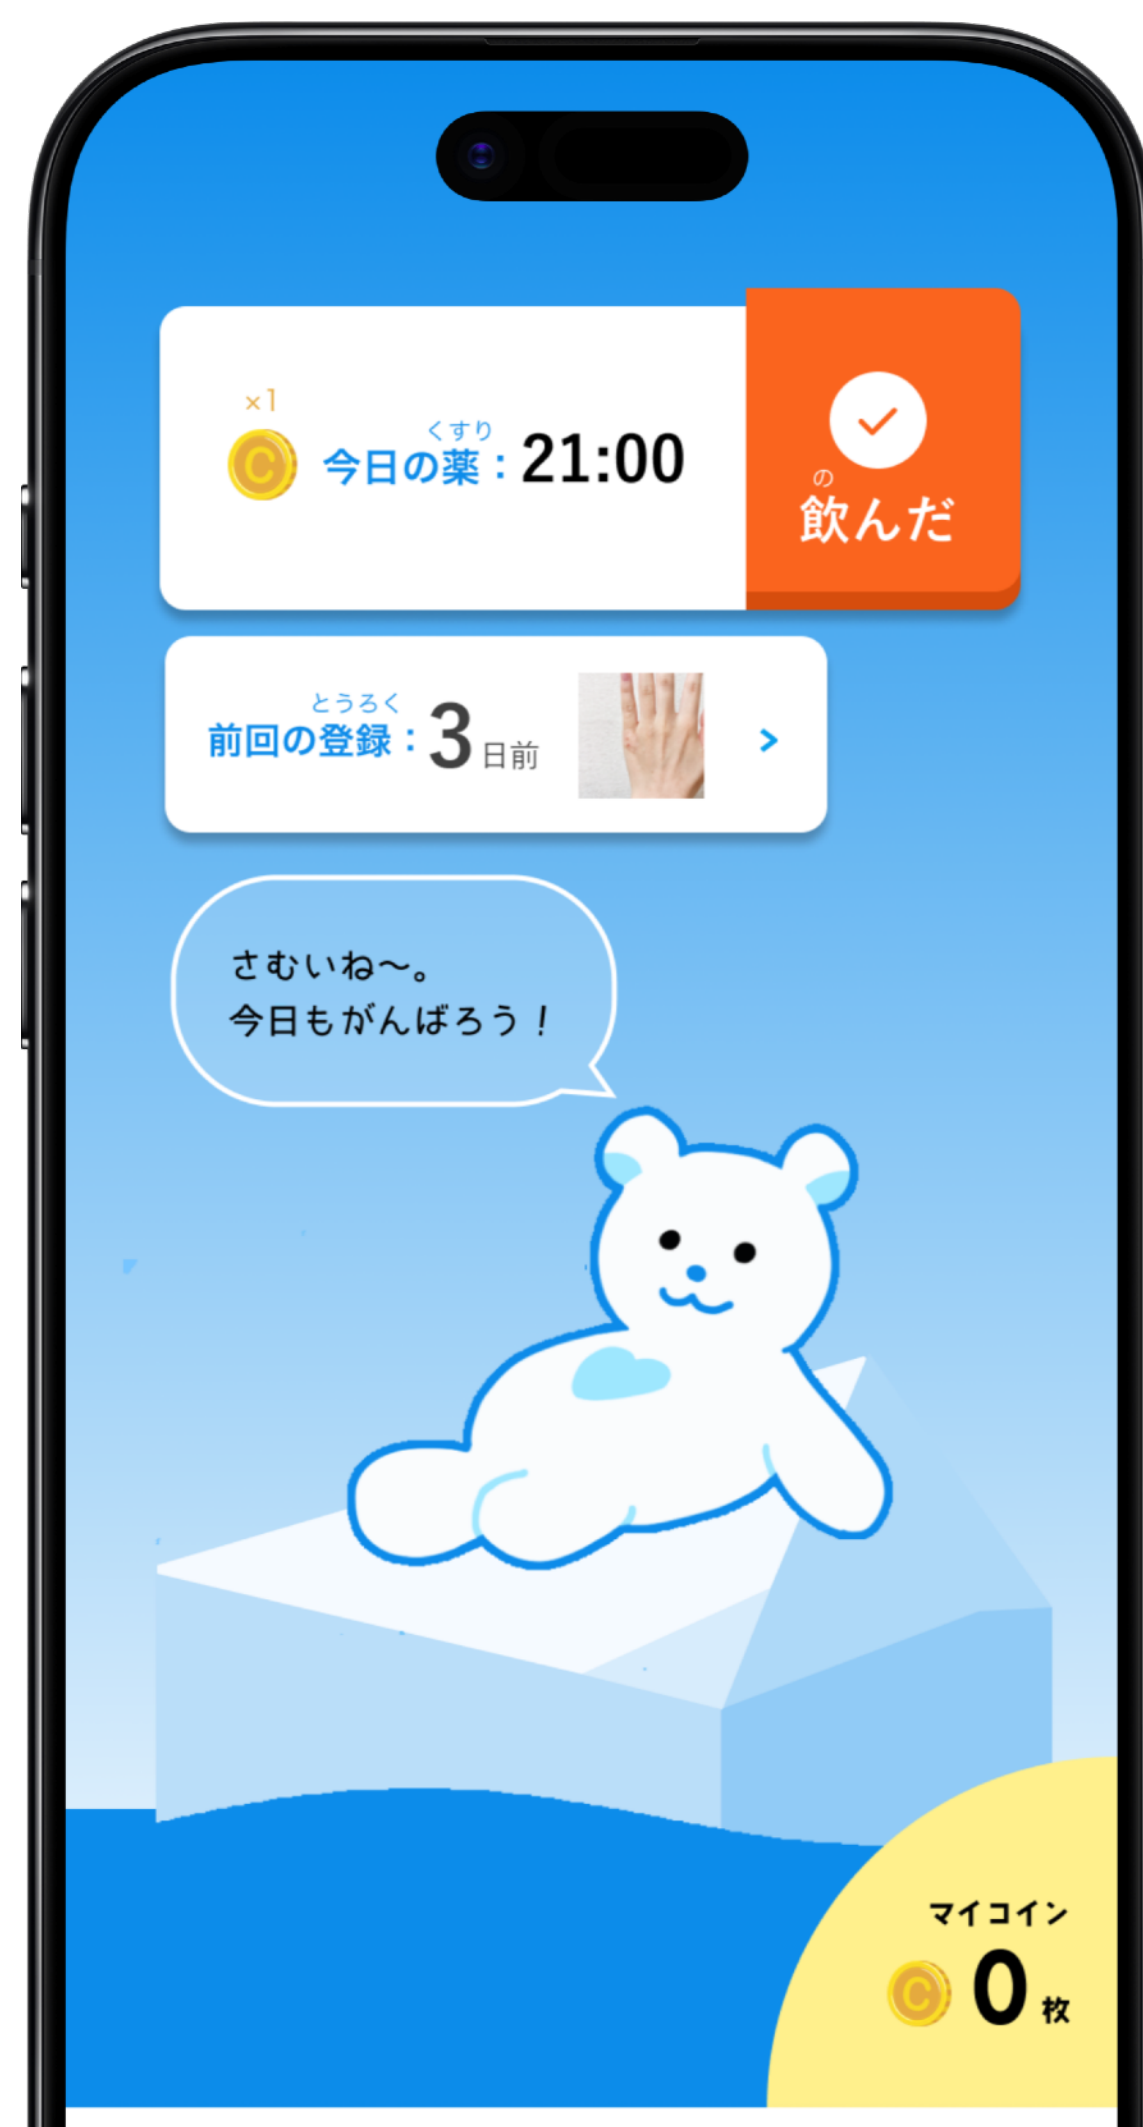 ×1
くすり
今日の薬：21:00
の
飲んだ
とうろく
前回の登録：3日前
さむいね〜。
今日もがんばろう！
マイコイン
C 0枚